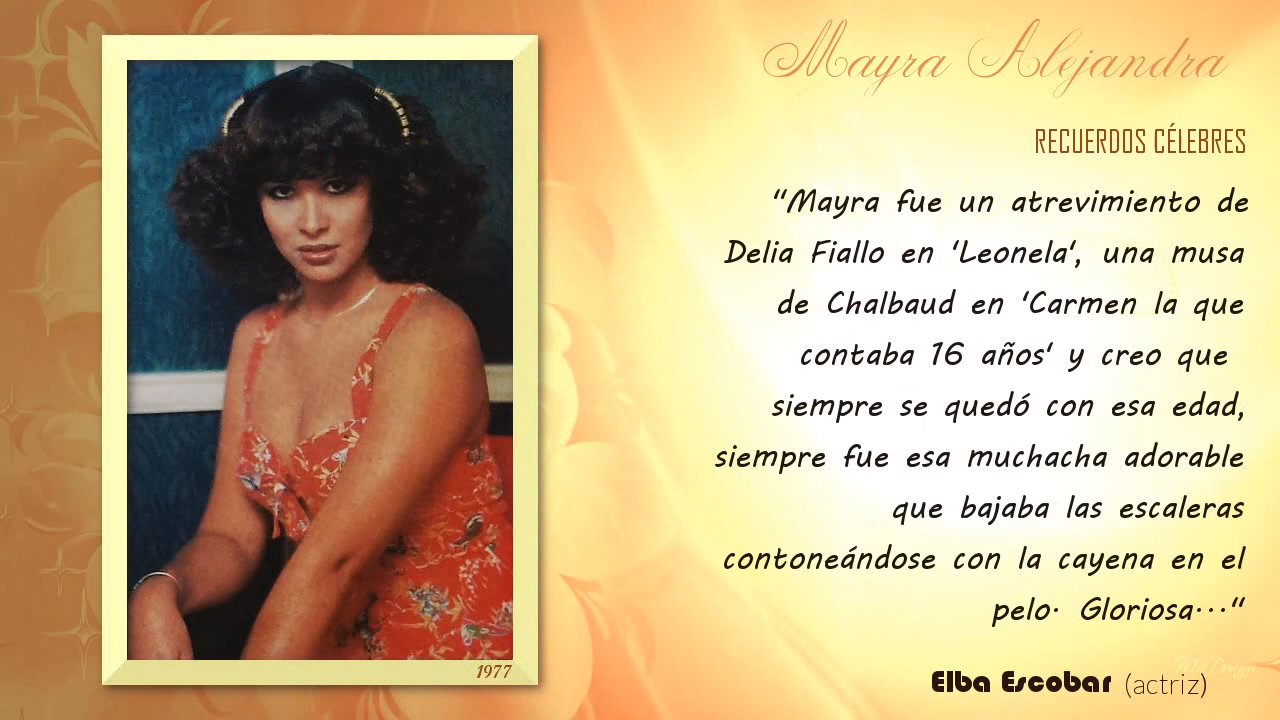 Mayra Alejandra
RECUERDOS CÉLEBRES
"Mayra fue un atrevimiento de
Delia Fiallo en 'Leonela', una musa
de Chalbaud en 'Carmen la que
contaba 16 años' y creo que
siempre se quedó con esa edad,
siempre fue esa muchacha adorable
que bajaba las escaleras
contoneándose con la cayena en el
pelo. Gloriosa..."
Elba Escobar (actriz)
1977